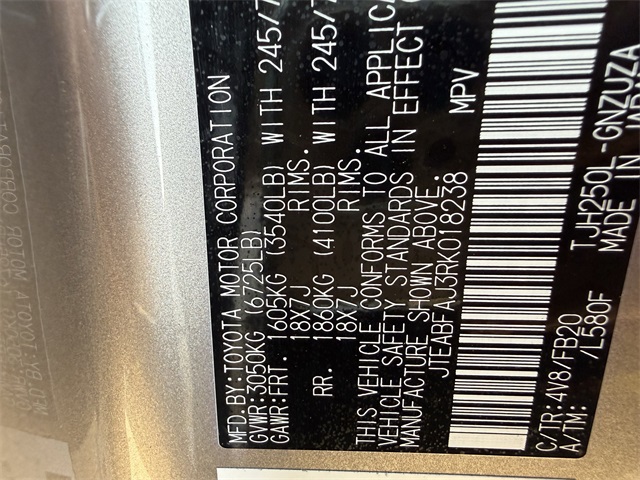 MFD.BY:TOYOTA MOTOR CORPORATION
GVWR:3050KG (6725LB)
GAWR:FRT. 1605KG (3540LB) WITH 245/7
18X7J RIMS.
RR. 1860KG (4100LB) WITH 245/7
18X7J RIMS.
THIS VEHICLE CONFORMS TO ALL APPLICA
VEHICLE SAFETY STANDARDS IN EFFECT
MANUFACTURE SHOWN ABOVE.
JTEABFAJ3RK018238 MPV
C/TR:4V8/FB20 TJH250L-GNZUZA
A/TM: /L580F MADE IN JAP